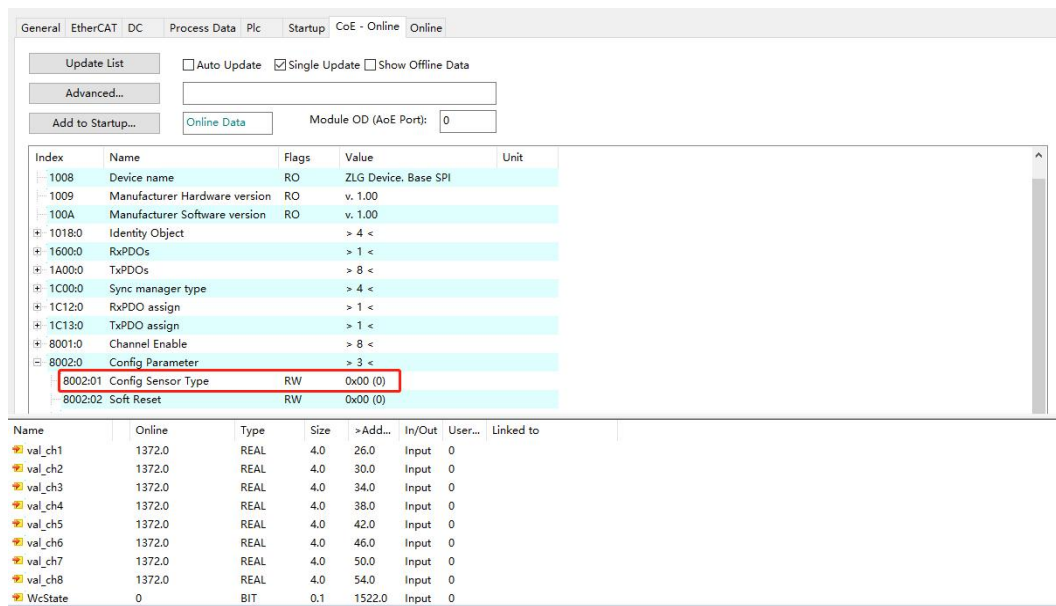 General EtherCAT DC Process Data Plc Startup CoE - Online Online
Update List Auto Update Single Update Show Offline Data
Advanced...
Add to Startup... Online Data Module OD (AoE Port): 0
Index Name Flags Value Unit
1008 Device name RO ZLG Device. Base SPI
1009 Manufacturer Hardware version RO v. 1.00
100A Manufacturer Software version RO v. 1.00
1018:0 Identity Object > 4 <
1600:0 RxPDOs > 1 <
1A00:0 TxPDOs > 8 <
1C00:0 Sync manager type > 4 <
1C12:0 RxPDO assign > 1 <
1C13:0 TxPDO assign > 1 <
8001:0 Channel Enable > 8 <
8002:0 Config Parameter > 3 <
8002:01 Config Sensor Type RW 0x00 (0)
8002:02 Soft Reset RW 0x00 (0)
Name Online Type Size >Add... In/Out User... Linked to
val_ch1 1372.0 REAL 4.0 26.0 Input 0
val_ch2 1372.0 REAL 4.0 30.0 Input 0
val_ch3 1372.0 REAL 4.0 34.0 Input 0
val_ch4 1372.0 REAL 4.0 38.0 Input 0
val_ch5 1372.0 REAL 4.0 42.0 Input 0
val_ch6 1372.0 REAL 4.0 46.0 Input 0
val_ch7 1372.0 REAL 4.0 50.0 Input 0
val_ch8 1372.0 REAL 4.0 54.0 Input 0
WcState 0 BIT 0.1 1522.0 Input 0